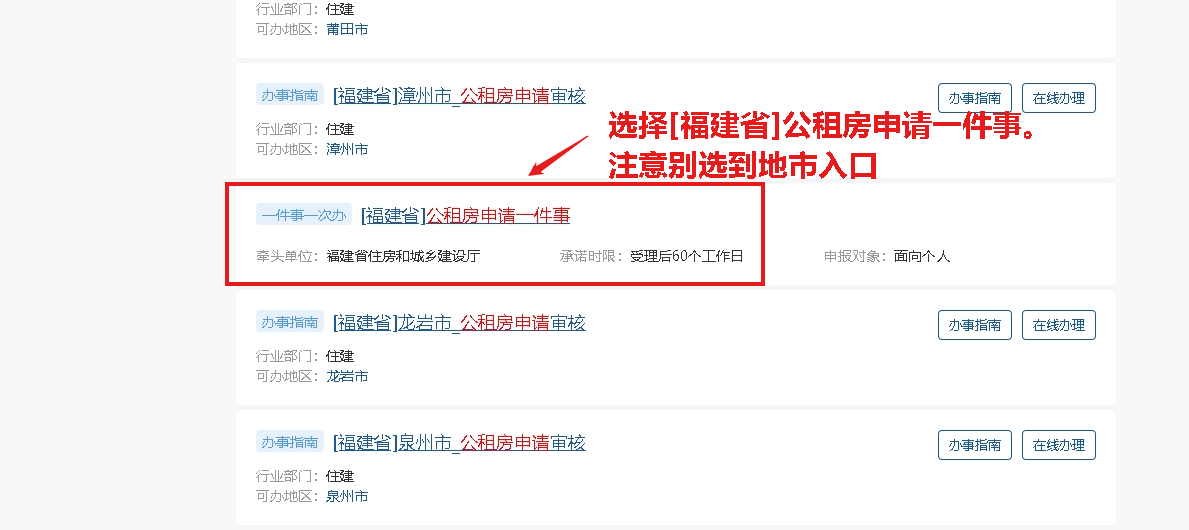 行业部门：住建
可办地区：莆田市
办事指南 [福建省]漳州市_公租房申请审核 办事指南 在线办理
行业部门：住建
可办地区：漳州市
选择[福建省]公租房申请一件事。
注意别选到地市入口
一件事一次办 [福建省]公租房申请一件事
牵头单位：福建省住房和城乡建设厅 承诺时限：受理后60个工作日 申报对象：面向个人
办事指南 [福建省]龙岩市_公租房申请审核 办事指南 在线办理
行业部门：住建
可办地区：龙岩市
办事指南 [福建省]泉州市_公租房申请审核 办事指南 在线办理
行业部门：住建
可办地区：泉州市